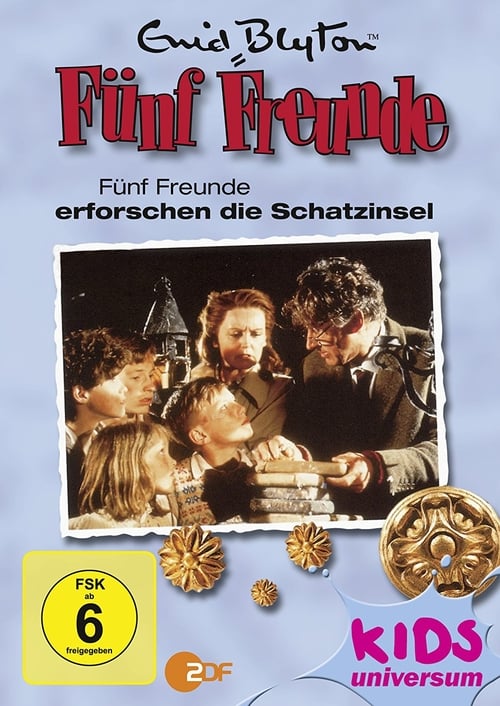 Enid Blyton™
Fünf Freunde
Fünf Freunde
erforschen die Schatzinsel
FSK
ab
6
freigegeben
2DF
KIDS
universum